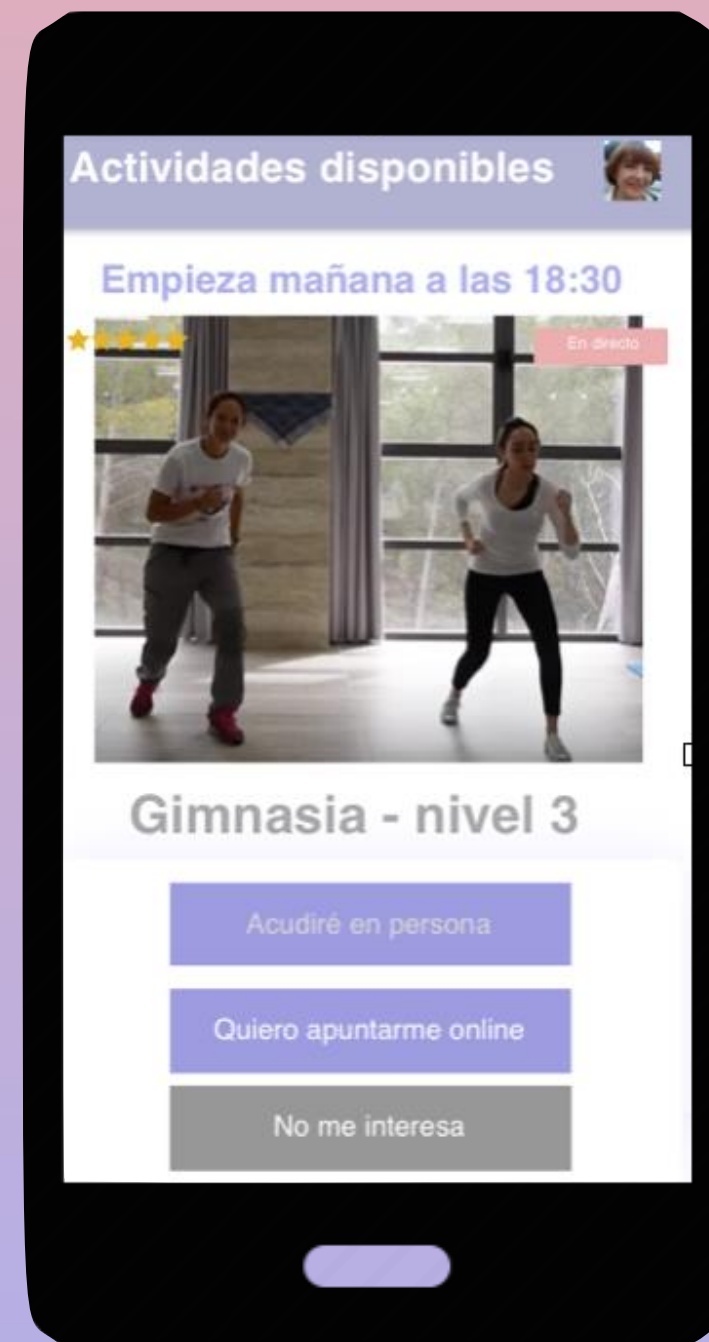 Actividades disponibles
Empieza mañana a las 18:30
En directo
Gimnasia - nivel 3
Acudiré en persona
Quiero apuntarme online
No me interesa